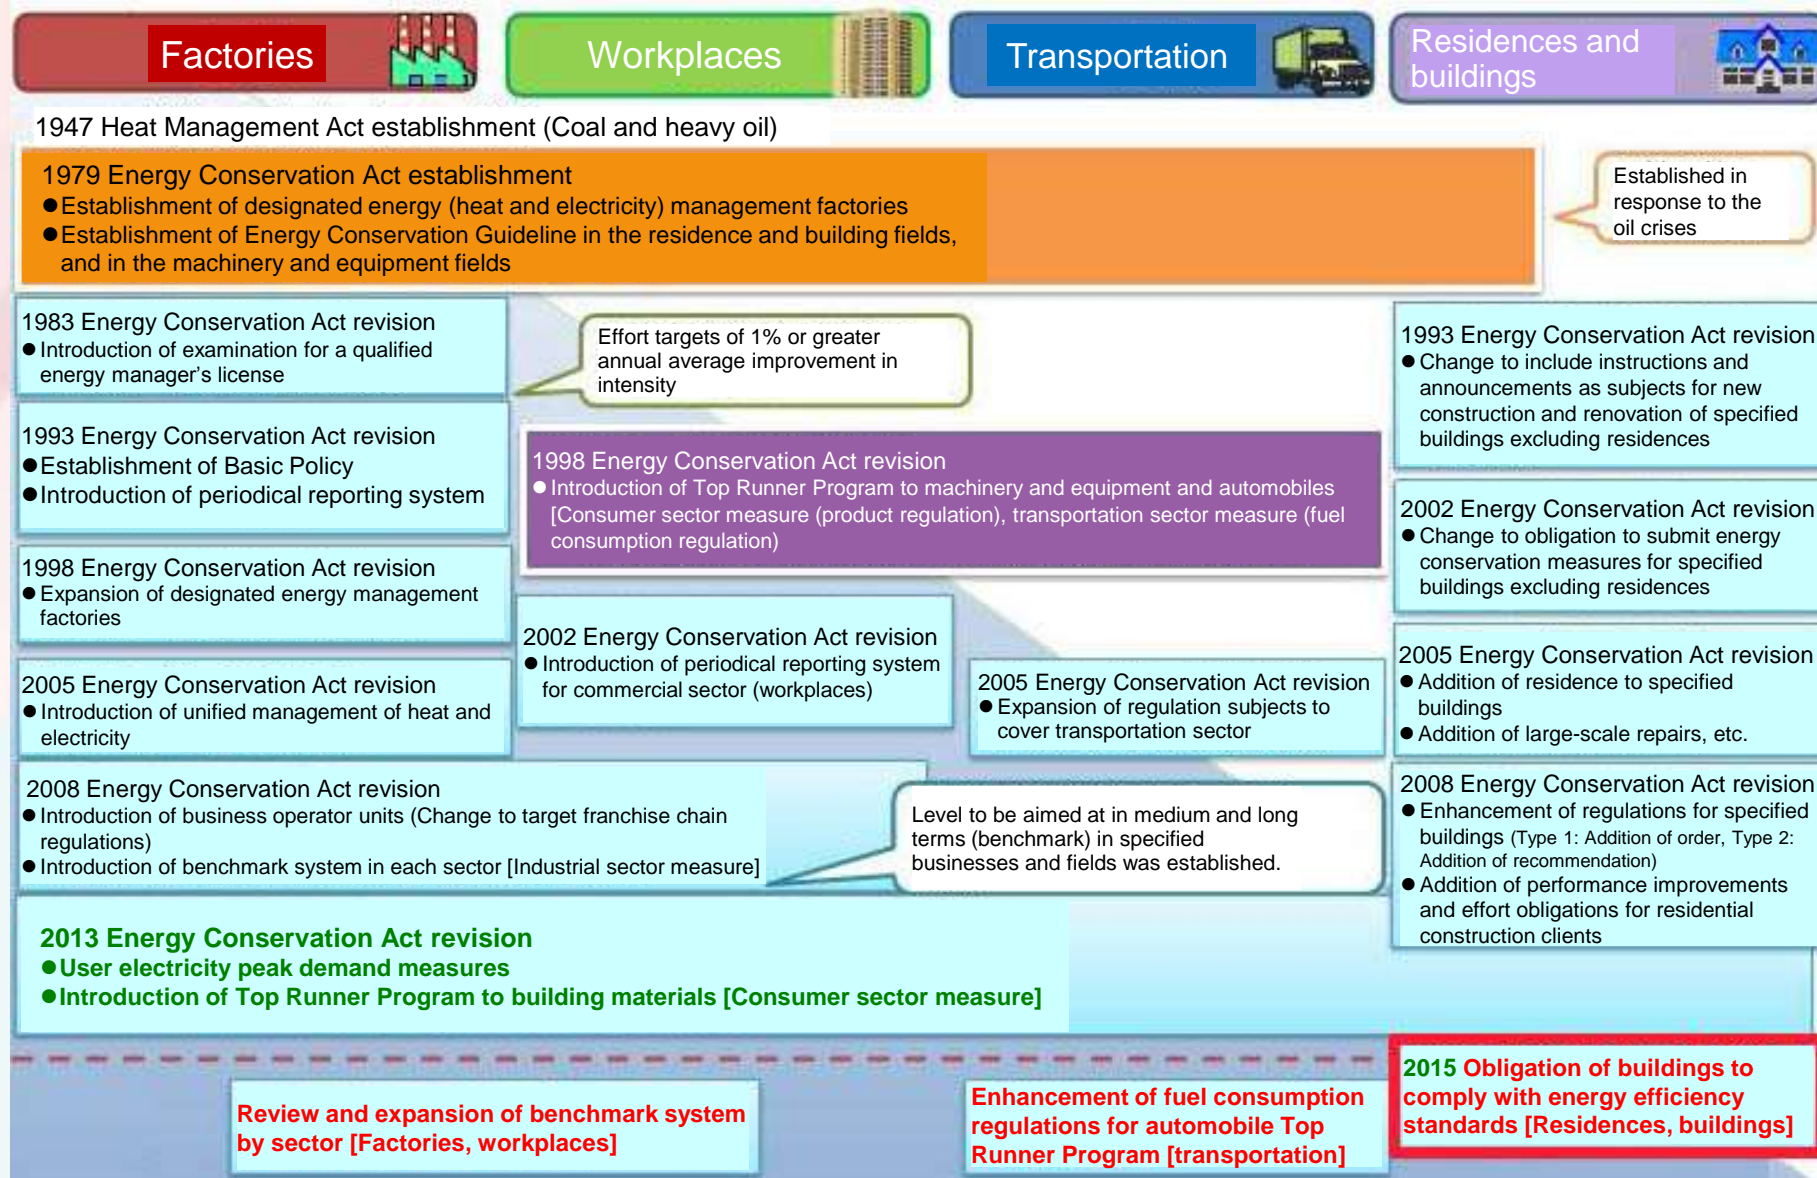 Factories
Workplaces
Transportation
Residences and
buildings
1947 Heat Management Act establishment (Coal and heavy oil)
1979 Energy Conservation Act establishment
●Establishment of designated energy (heat and electricity) management factories
●Establishment of Energy Conservation Guideline in the residence and building fields,
and in the machinery and equipment fields
Established in
response to the
oil crises
1983 Energy Conservation Act revision
●Introduction of examination for a qualified
energy manager's license
Effort targets of 1% or greater
annual average improvement in
intensity
1993 Energy Conservation Act revision
●Establishment of Basic Policy
●Introduction of periodical reporting system
1998 Energy Conservation Act revision
●Expansion of designated energy management
factories
2005 Energy Conservation Act revision
●Introduction of unified management of heat and
electricity
1998 Energy Conservation Act revision
●Introduction of Top Runner Program to machinery and equipment and automobiles
[Consumer sector measure (product regulation), transportation sector measure (fuel
consumption regulation)
2002 Energy Conservation Act revision
●Introduction of periodical reporting system
for commercial sector (workplaces)
2005 Energy Conservation Act revision
●Expansion of regulation subjects to
cover transportation sector
1993 Energy Conservation Act revision
●Change to include instructions and
announcements as subjects for new
construction and renovation of specified
buildings excluding residences
2002 Energy Conservation Act revision
●Change to obligation to submit energy
conservation measures for specified
buildings excluding residences
2005 Energy Conservation Act revision
●Addition of residence to specified
buildings
●Addition of large-scale repairs, etc.
2008 Energy Conservation Act revision
●Enhancement of regulations for specified
buildings (Type 1: Addition of order, Type 2:
Addition of recommendation)
●Addition of performance improvements
and effort obligations for residential
construction clients
2008 Energy Conservation Act revision
●Introduction of business operator units (Change to target franchise chain
regulations)
●Introduction of benchmark system in each sector [Industrial sector measure]
Level to be aimed at in medium and long
terms (benchmark) in specified
businesses and fields was established.
2013 Energy Conservation Act revision
●User electricity peak demand measures
●Introduction of Top Runner Program to building materials [Consumer sector measure]
Review and expansion of benchmark system
by sector [Factories, workplaces]
Enhancement of fuel consumption
regulations for automobile Top
Runner Program [transportation]
2015 Obligation of buildings to
comply with energy efficiency
standards [Residences, buildings]